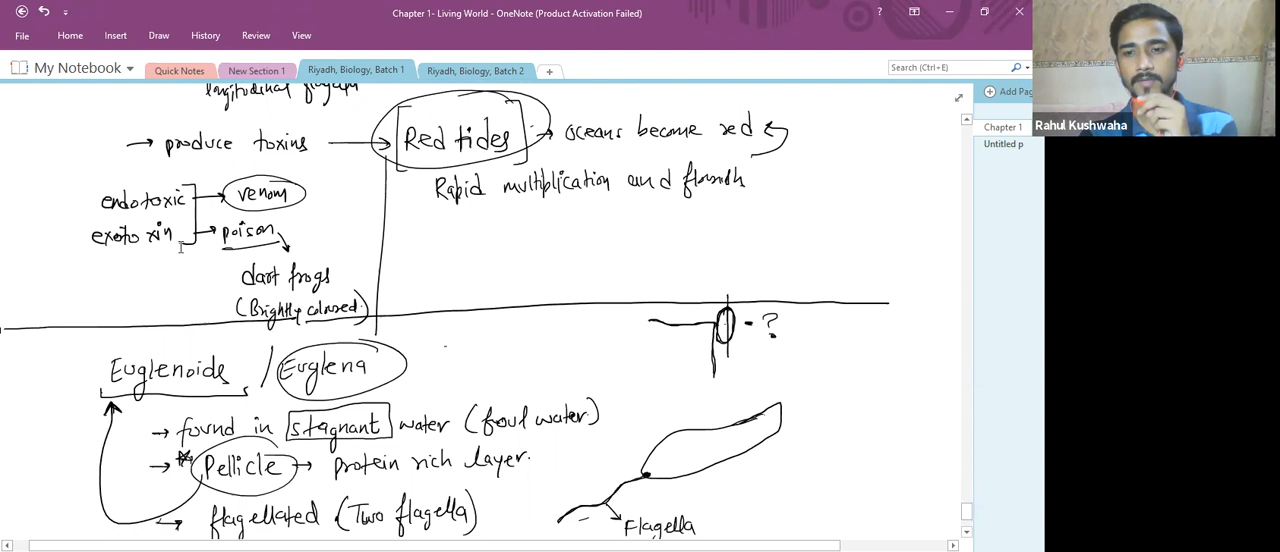 Chapter 1- Living World - OneNote (Product Activation Failed)
?
File Home Insert Draw History Review View
My Notebook
Quick Notes New Section 1 Riyadh, Biology, Batch 1 Riyadh, Biology, Batch 2 +
Search (Ctrl+E)
Add Pag
Chapter 1
Untitled p
Rahul Kushwaha
longitudinal
→ produce toxins → [Red tides] → oceans become red
Rapid multiplication and flourish
endotoxic → venom
exotoxin → poison
dart frogs
(Brightly coloured)
- ?
Euglenoids / Euglena
→ found in stagnant water (foul water)
→ * Pellicle → protein rich layer.
→ flagellated (Two flagella)
Flagella